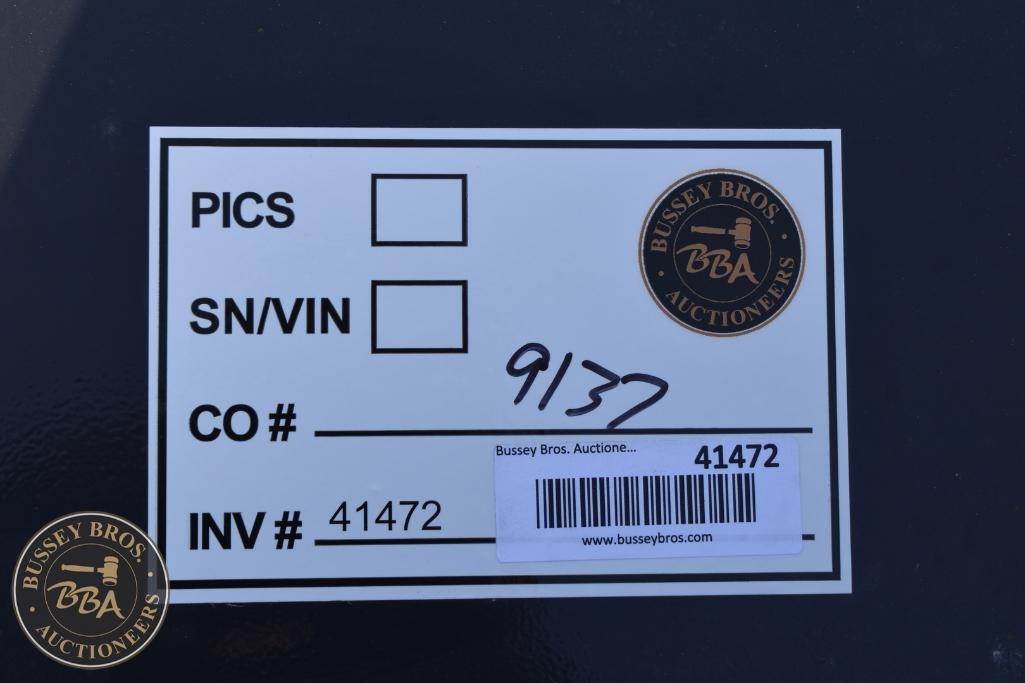 PICS
BUSSEY BROS.
BBA
AUCTIONEERS
SN/VIN
9137
CO #
Bussey Bros. Auctione...
41472
INV # 41472
www.busseybros.com
BUSSEY BROS.
BBA
AUCTIONEERS